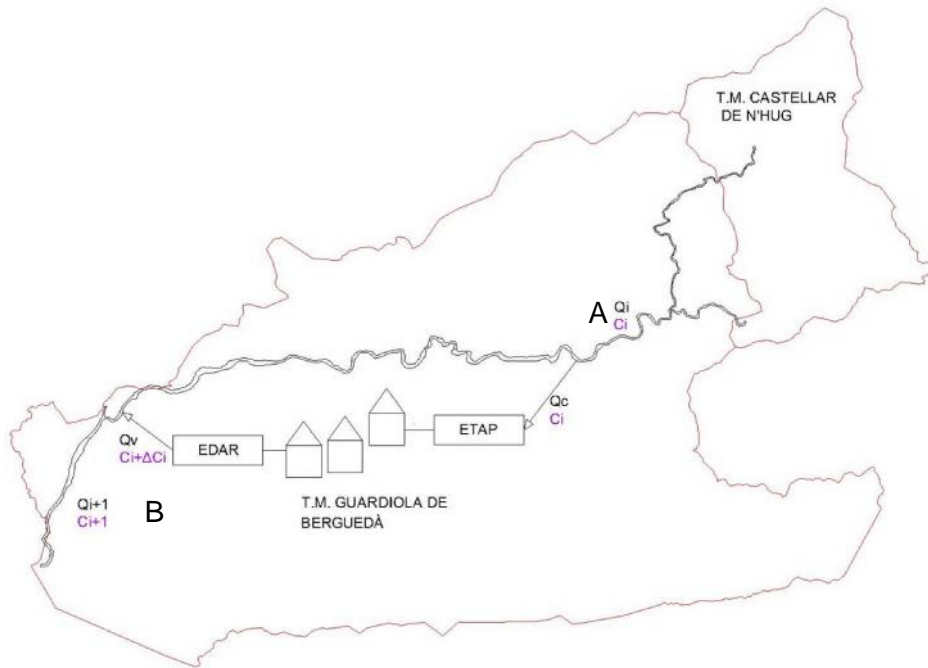 T.M. CASTELLAR
DE N'HUG
A
Qi
Ci
Qc
Ci
ETAP
EDAR
Qv
Ci+ΔCi
T.M. GUARDIOLA DE
BERGUEDÀ
B
Qi+1
Ci+1